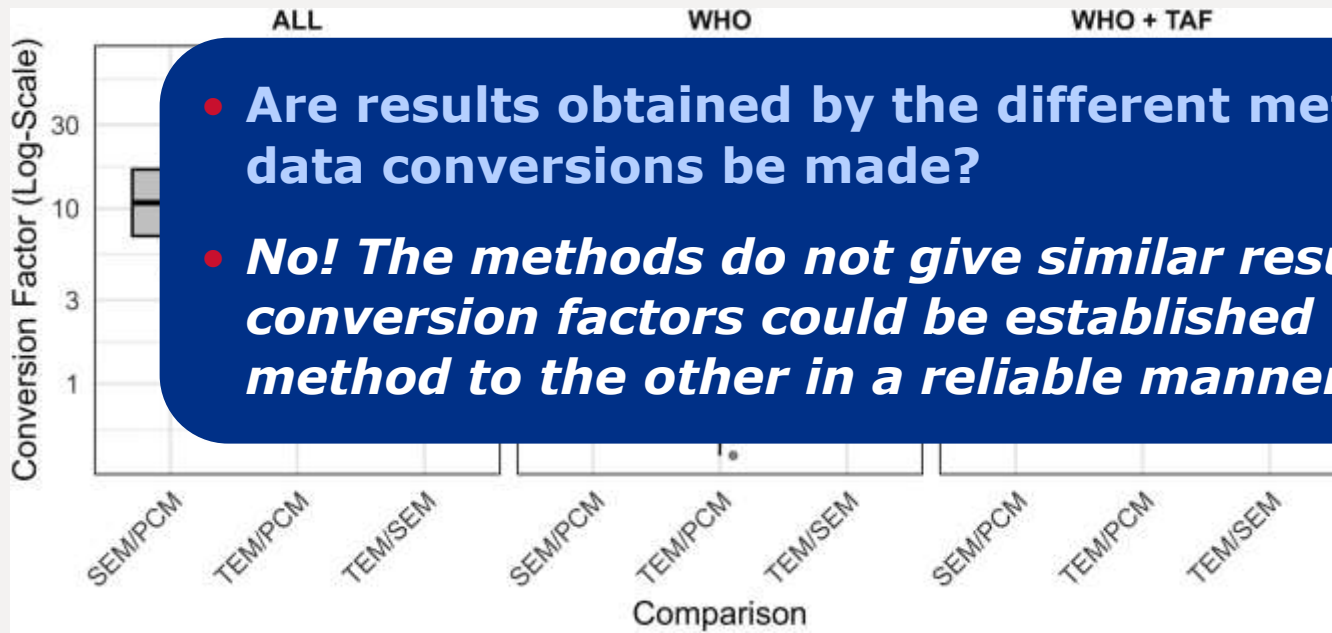 ALL WHO WHO + TAF
Conversion Factor (Log-Scale)
30
10
3
1
• Are results obtained by the different
data conversions be made?
• No! The methods do not give similar
conversion factors could be established
method to the other in a reliable manner
SEM/PCM TEM/PCM TEM/SEM SEM/PCM TEM/PCM TEM/SEM SEM/PCM TEM/PCM TEM/SEM
Comparison